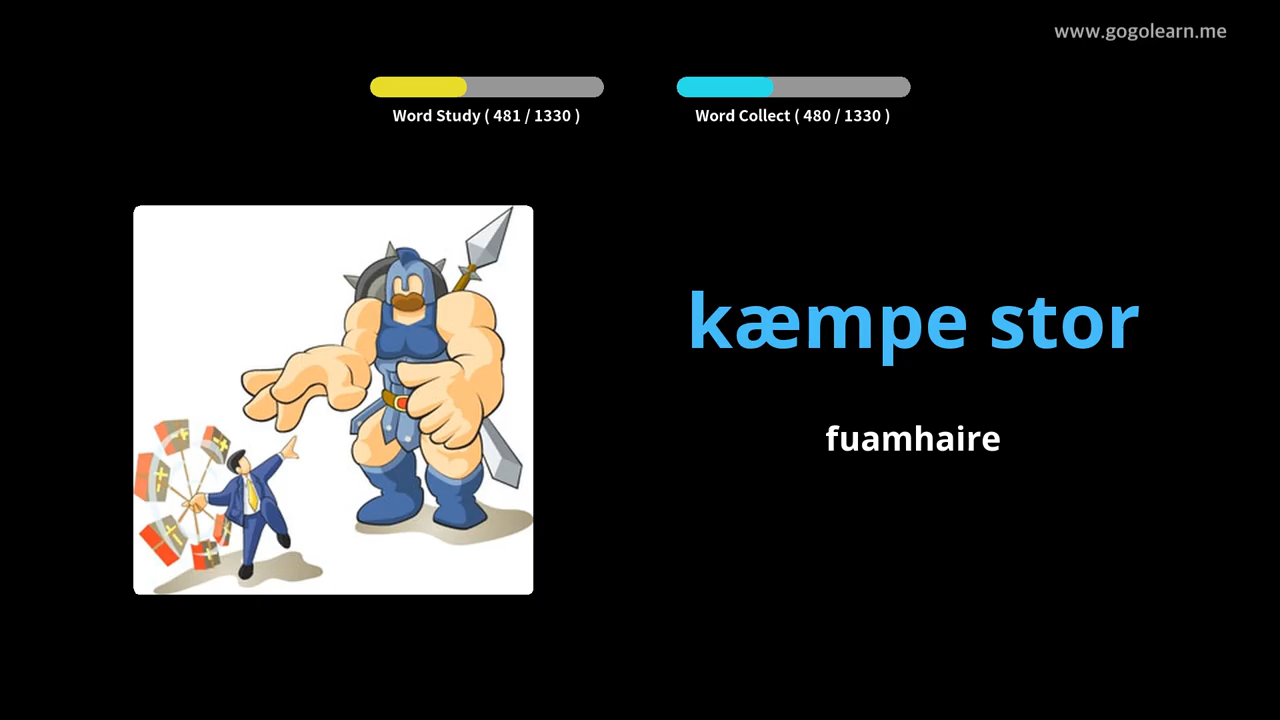 www.gogolearn.me
Word Study ( 481 / 1330 )
Word Collect ( 480 / 1330 )
kæmpe stor
fuamhaire